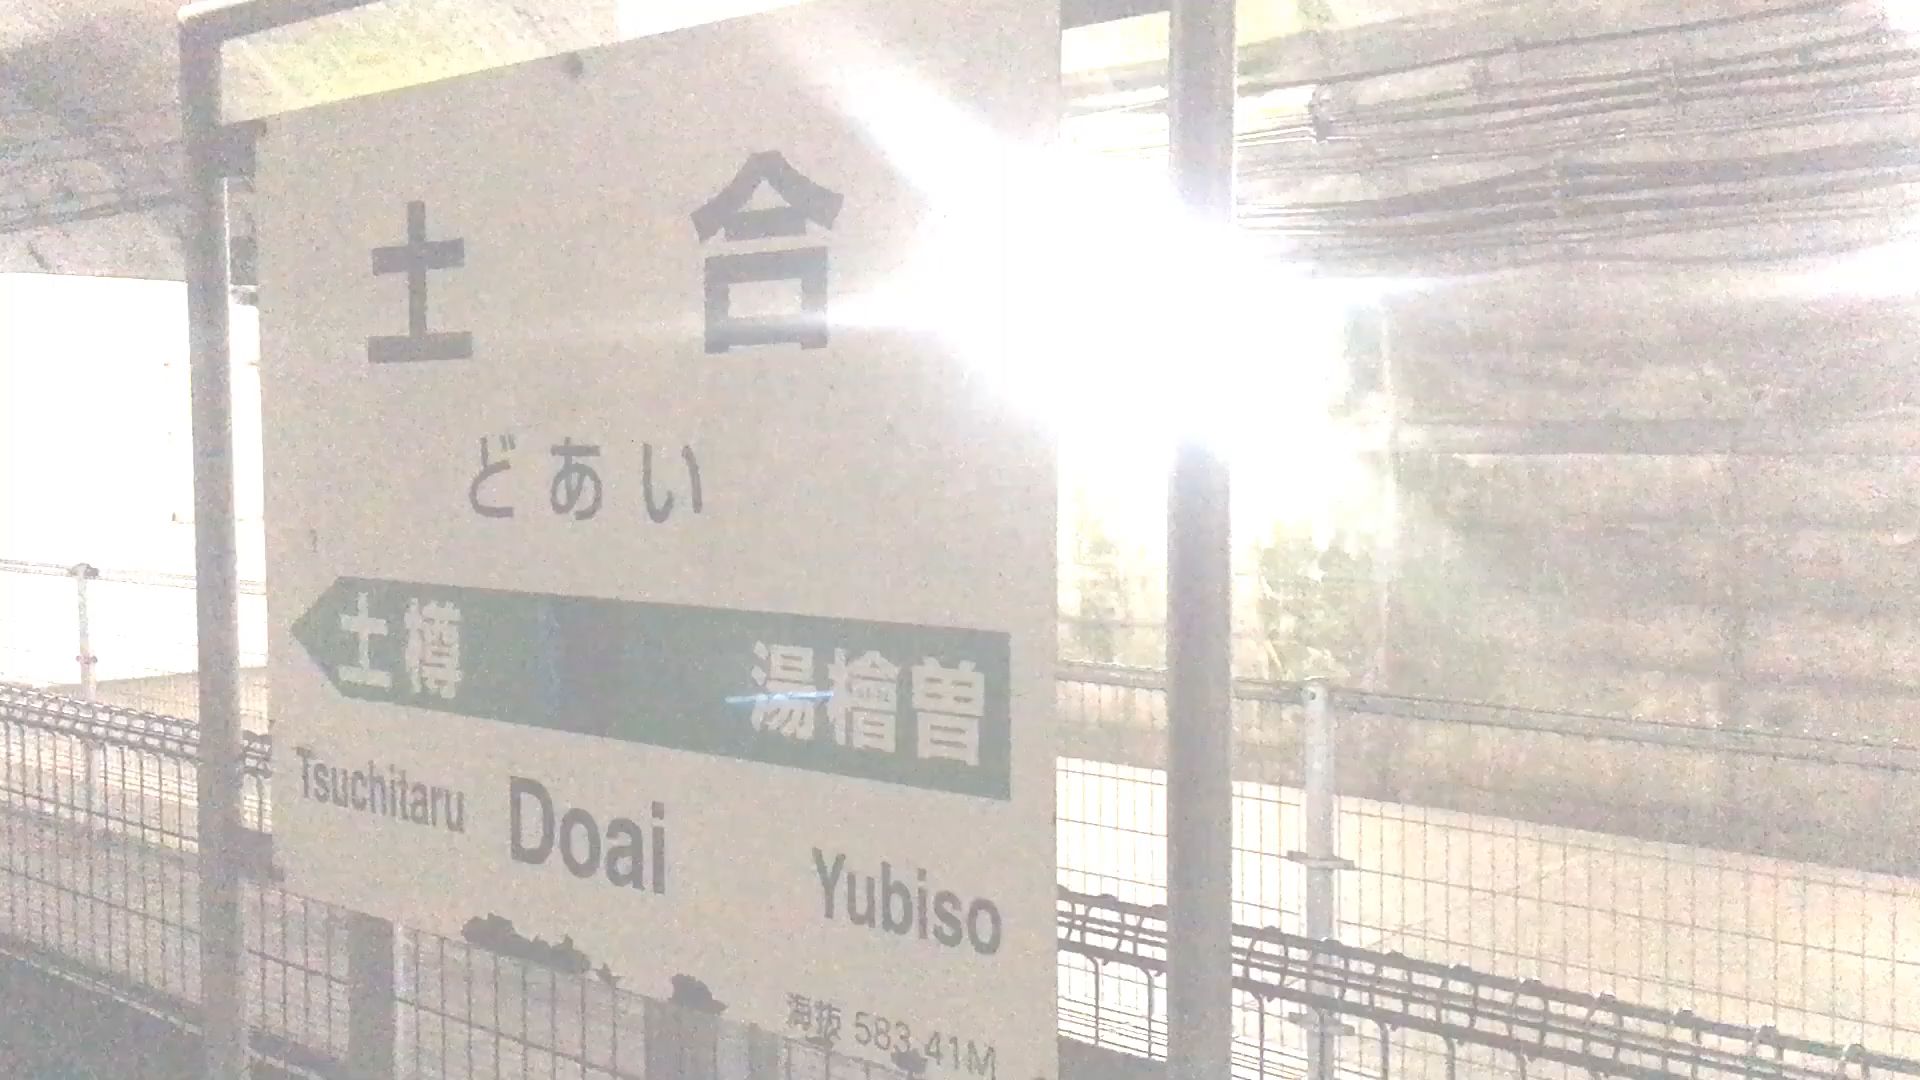 土合
どあい
土樽 湯檜曽
Tsuchitaru Doai Yubiso
海抜 583.41M